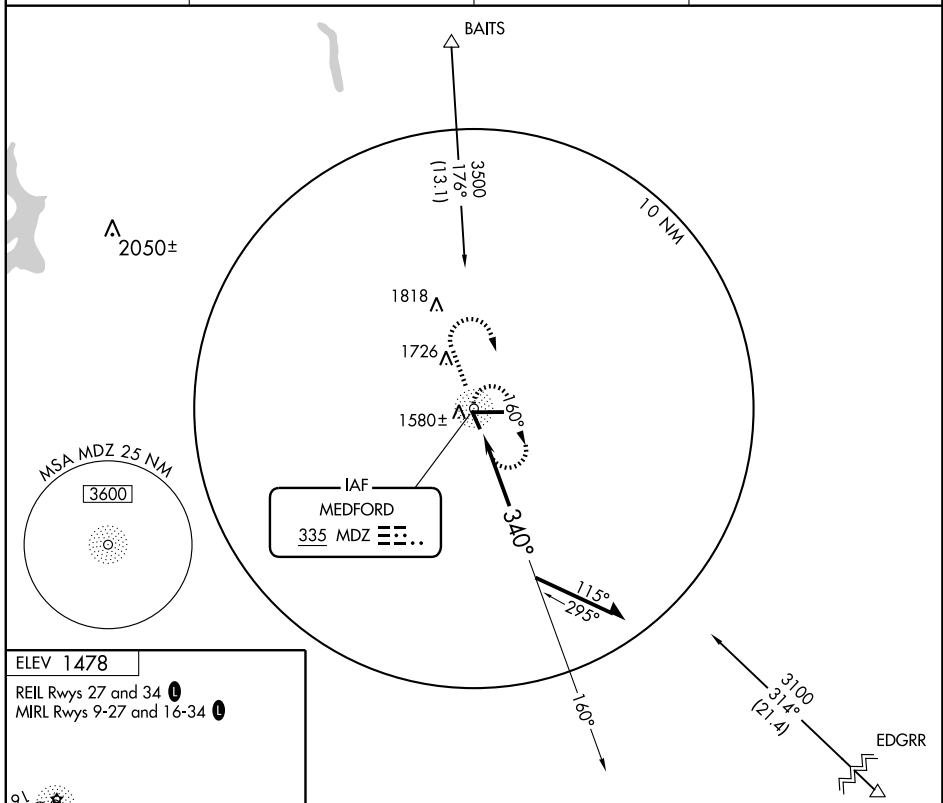 BAITS
3500
176°
(13.1)
10 NM
2050±
1818
1726
1580±
160°
MSA MDZ 25 NM
3600
IAF
MEDFORD
335 MDZ
340°
115°
295°
160°
3100
314°
(21.4)
EDGRR
ELEV 1478
REIL Rwys 27 and 34 L
MIRL Rwys 9-27 and 16-34 L